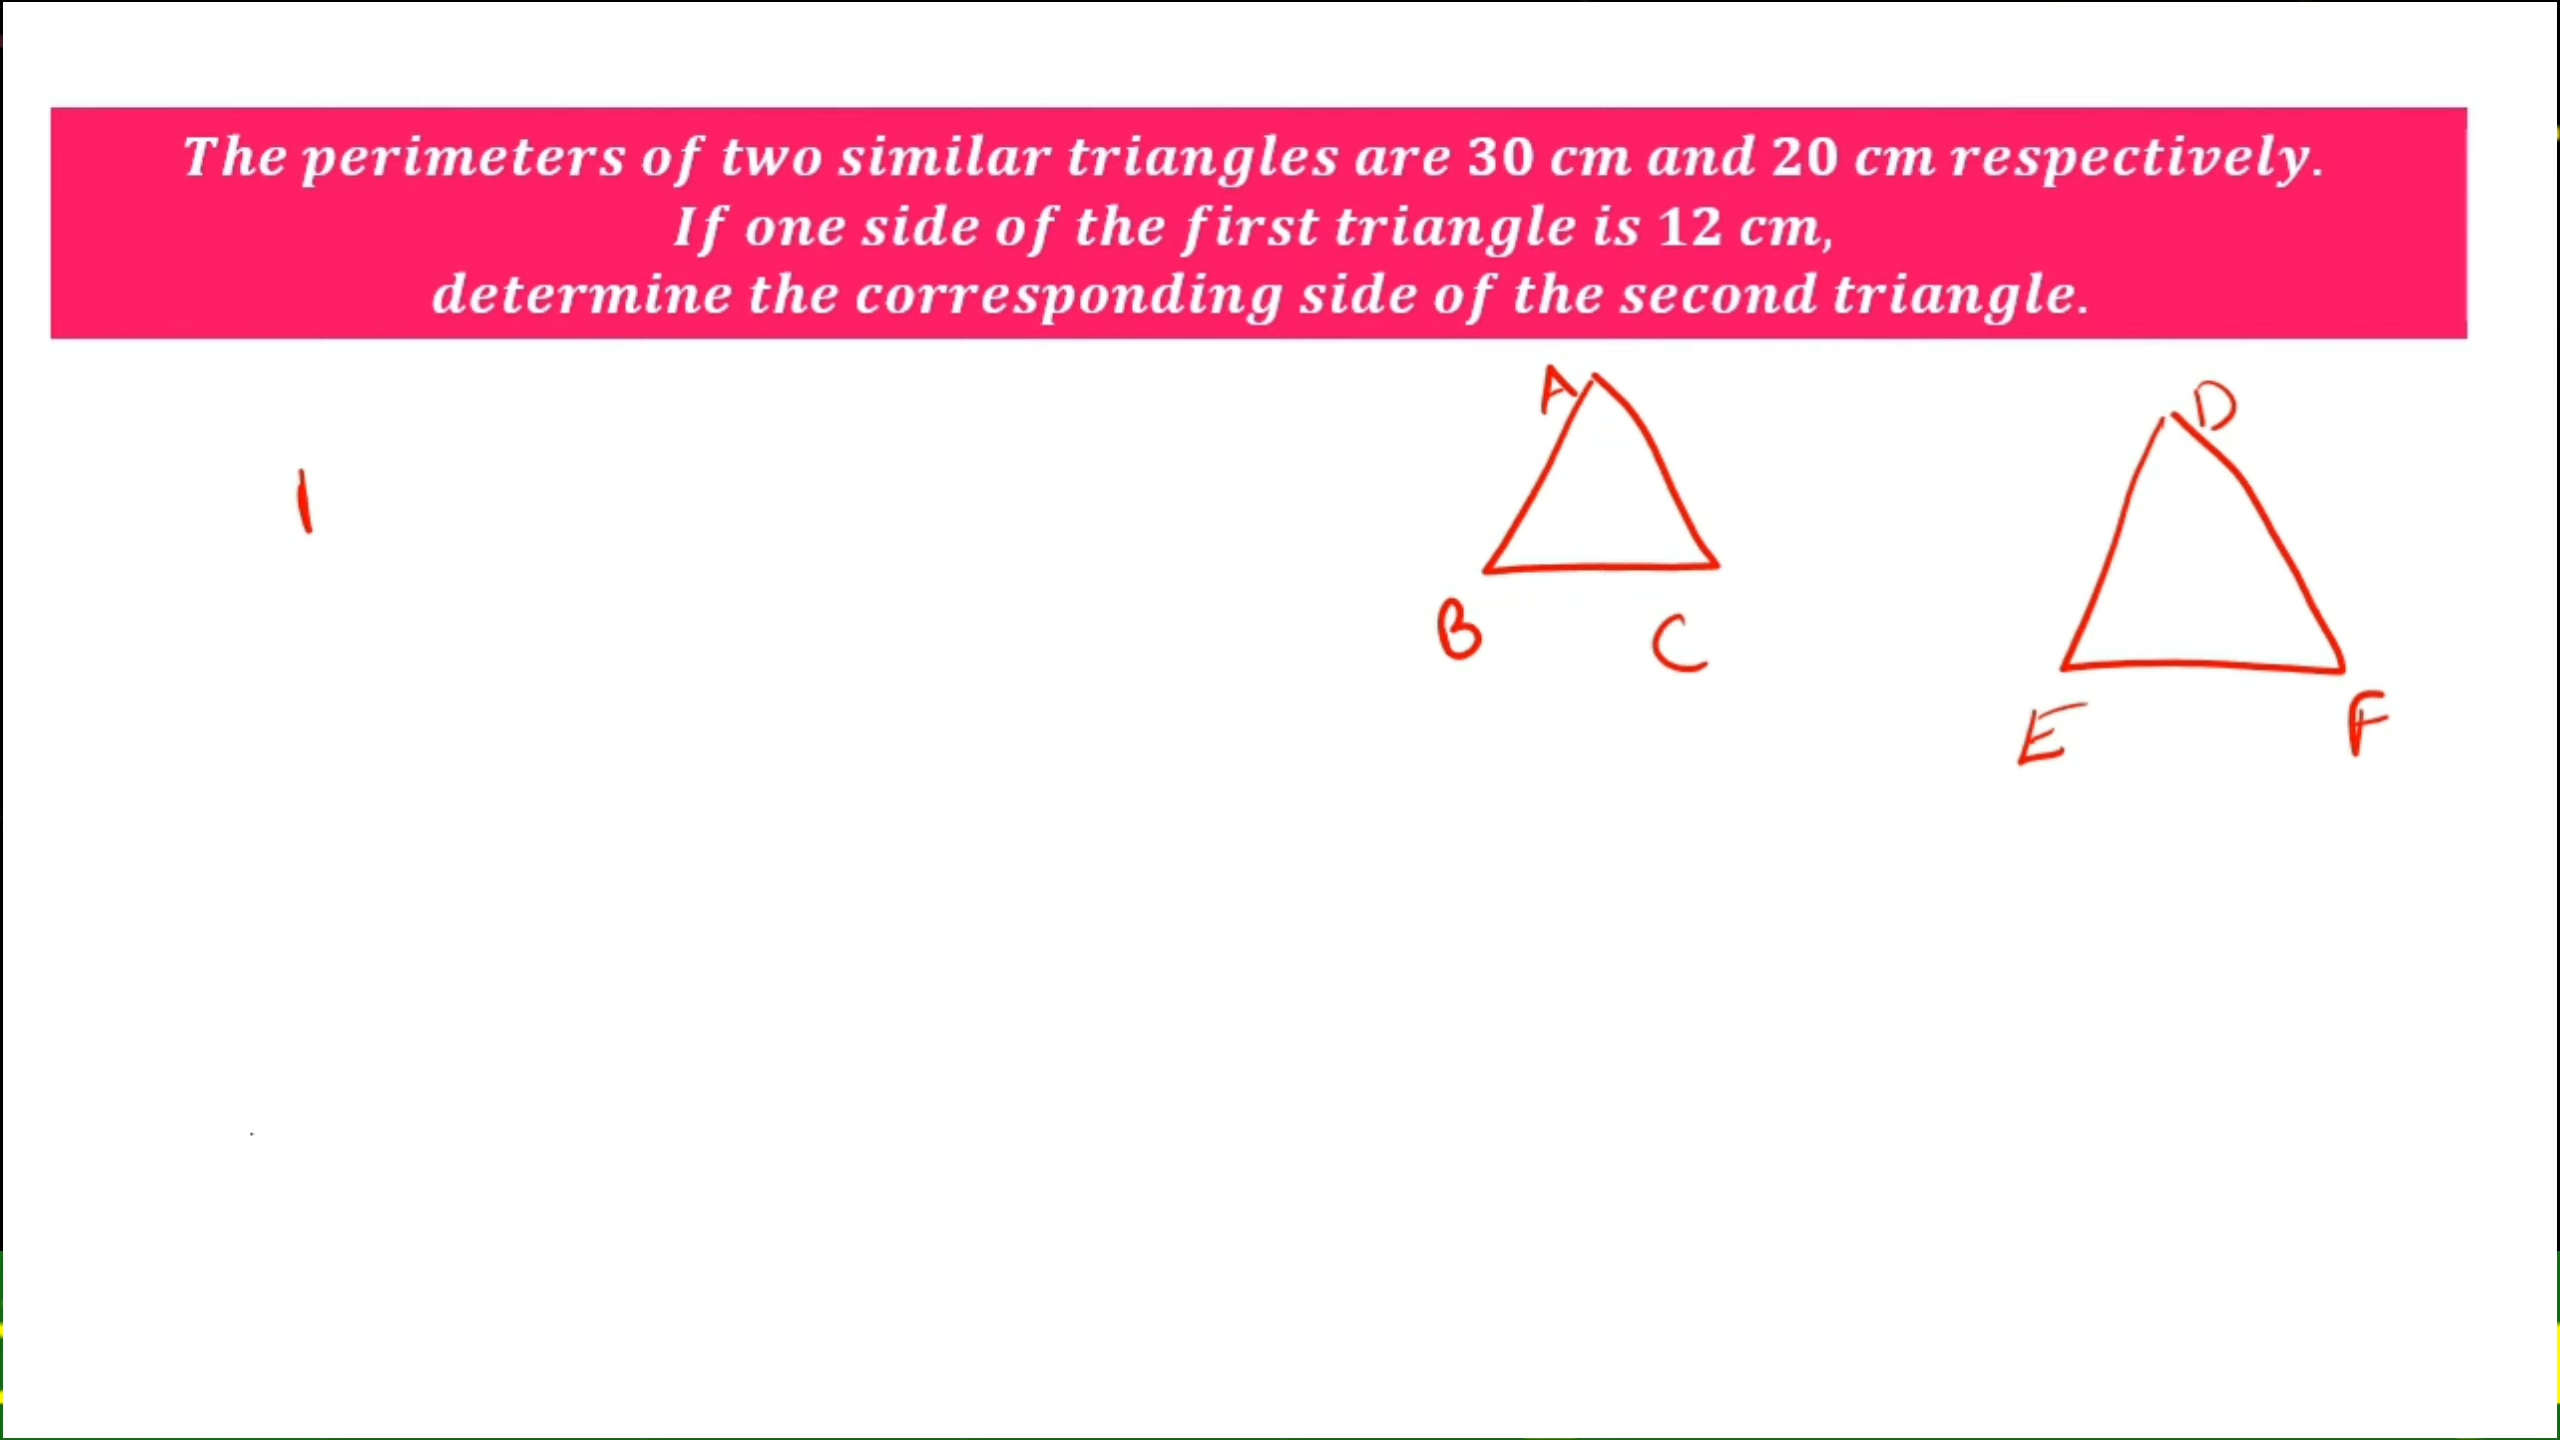 The perimeters of two similar triangles are 30 cm and 20 cm respectively.
If one side of the first triangle is 12 cm,
determine the corresponding side of the second triangle.
A
D
I
B
C
E
F